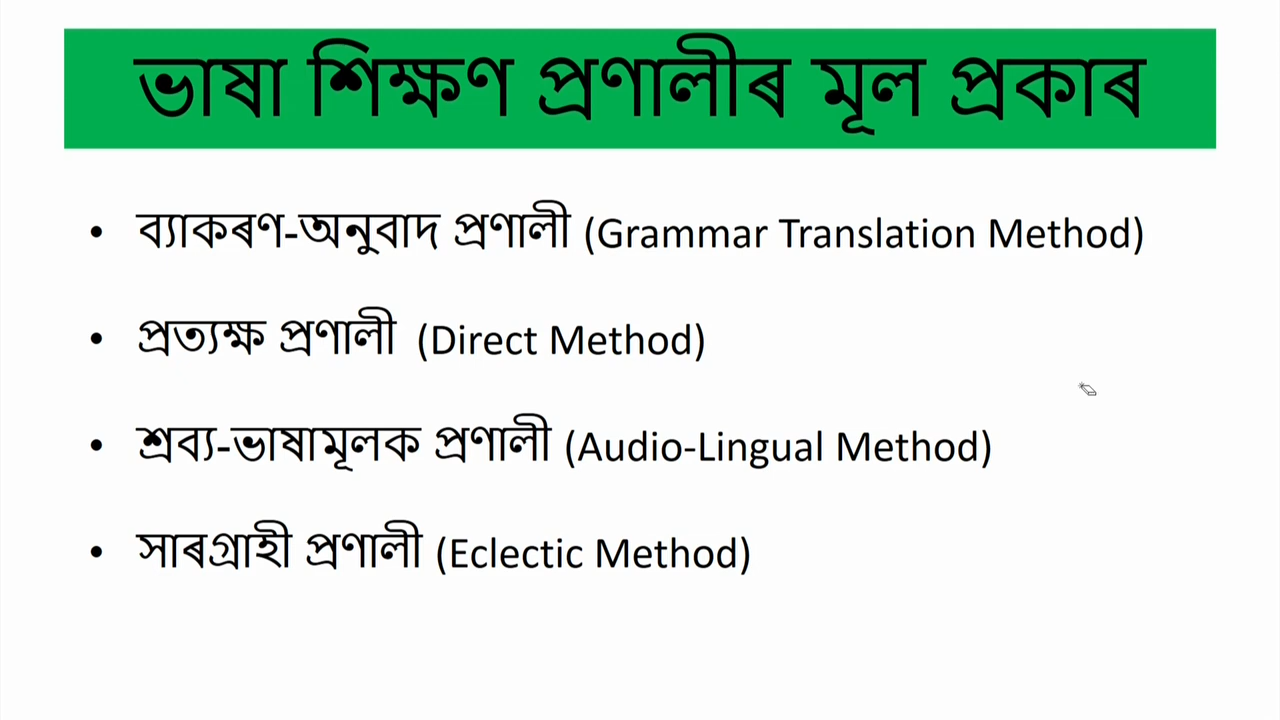 ভাষা শিক্ষণ প্ৰণালীৰ মূল প্ৰকাৰ
• ব্যাকৰণ-অনুবাদ প্ৰণালী (Grammar Translation Method)
• প্ৰত্যক্ষ প্ৰণালী (Direct Method)
• শ্ৰব্য-ভাষামূলক প্ৰণালী (Audio-Lingual Method)
• সাৰগ্ৰাহী প্ৰণালী (Eclectic Method)